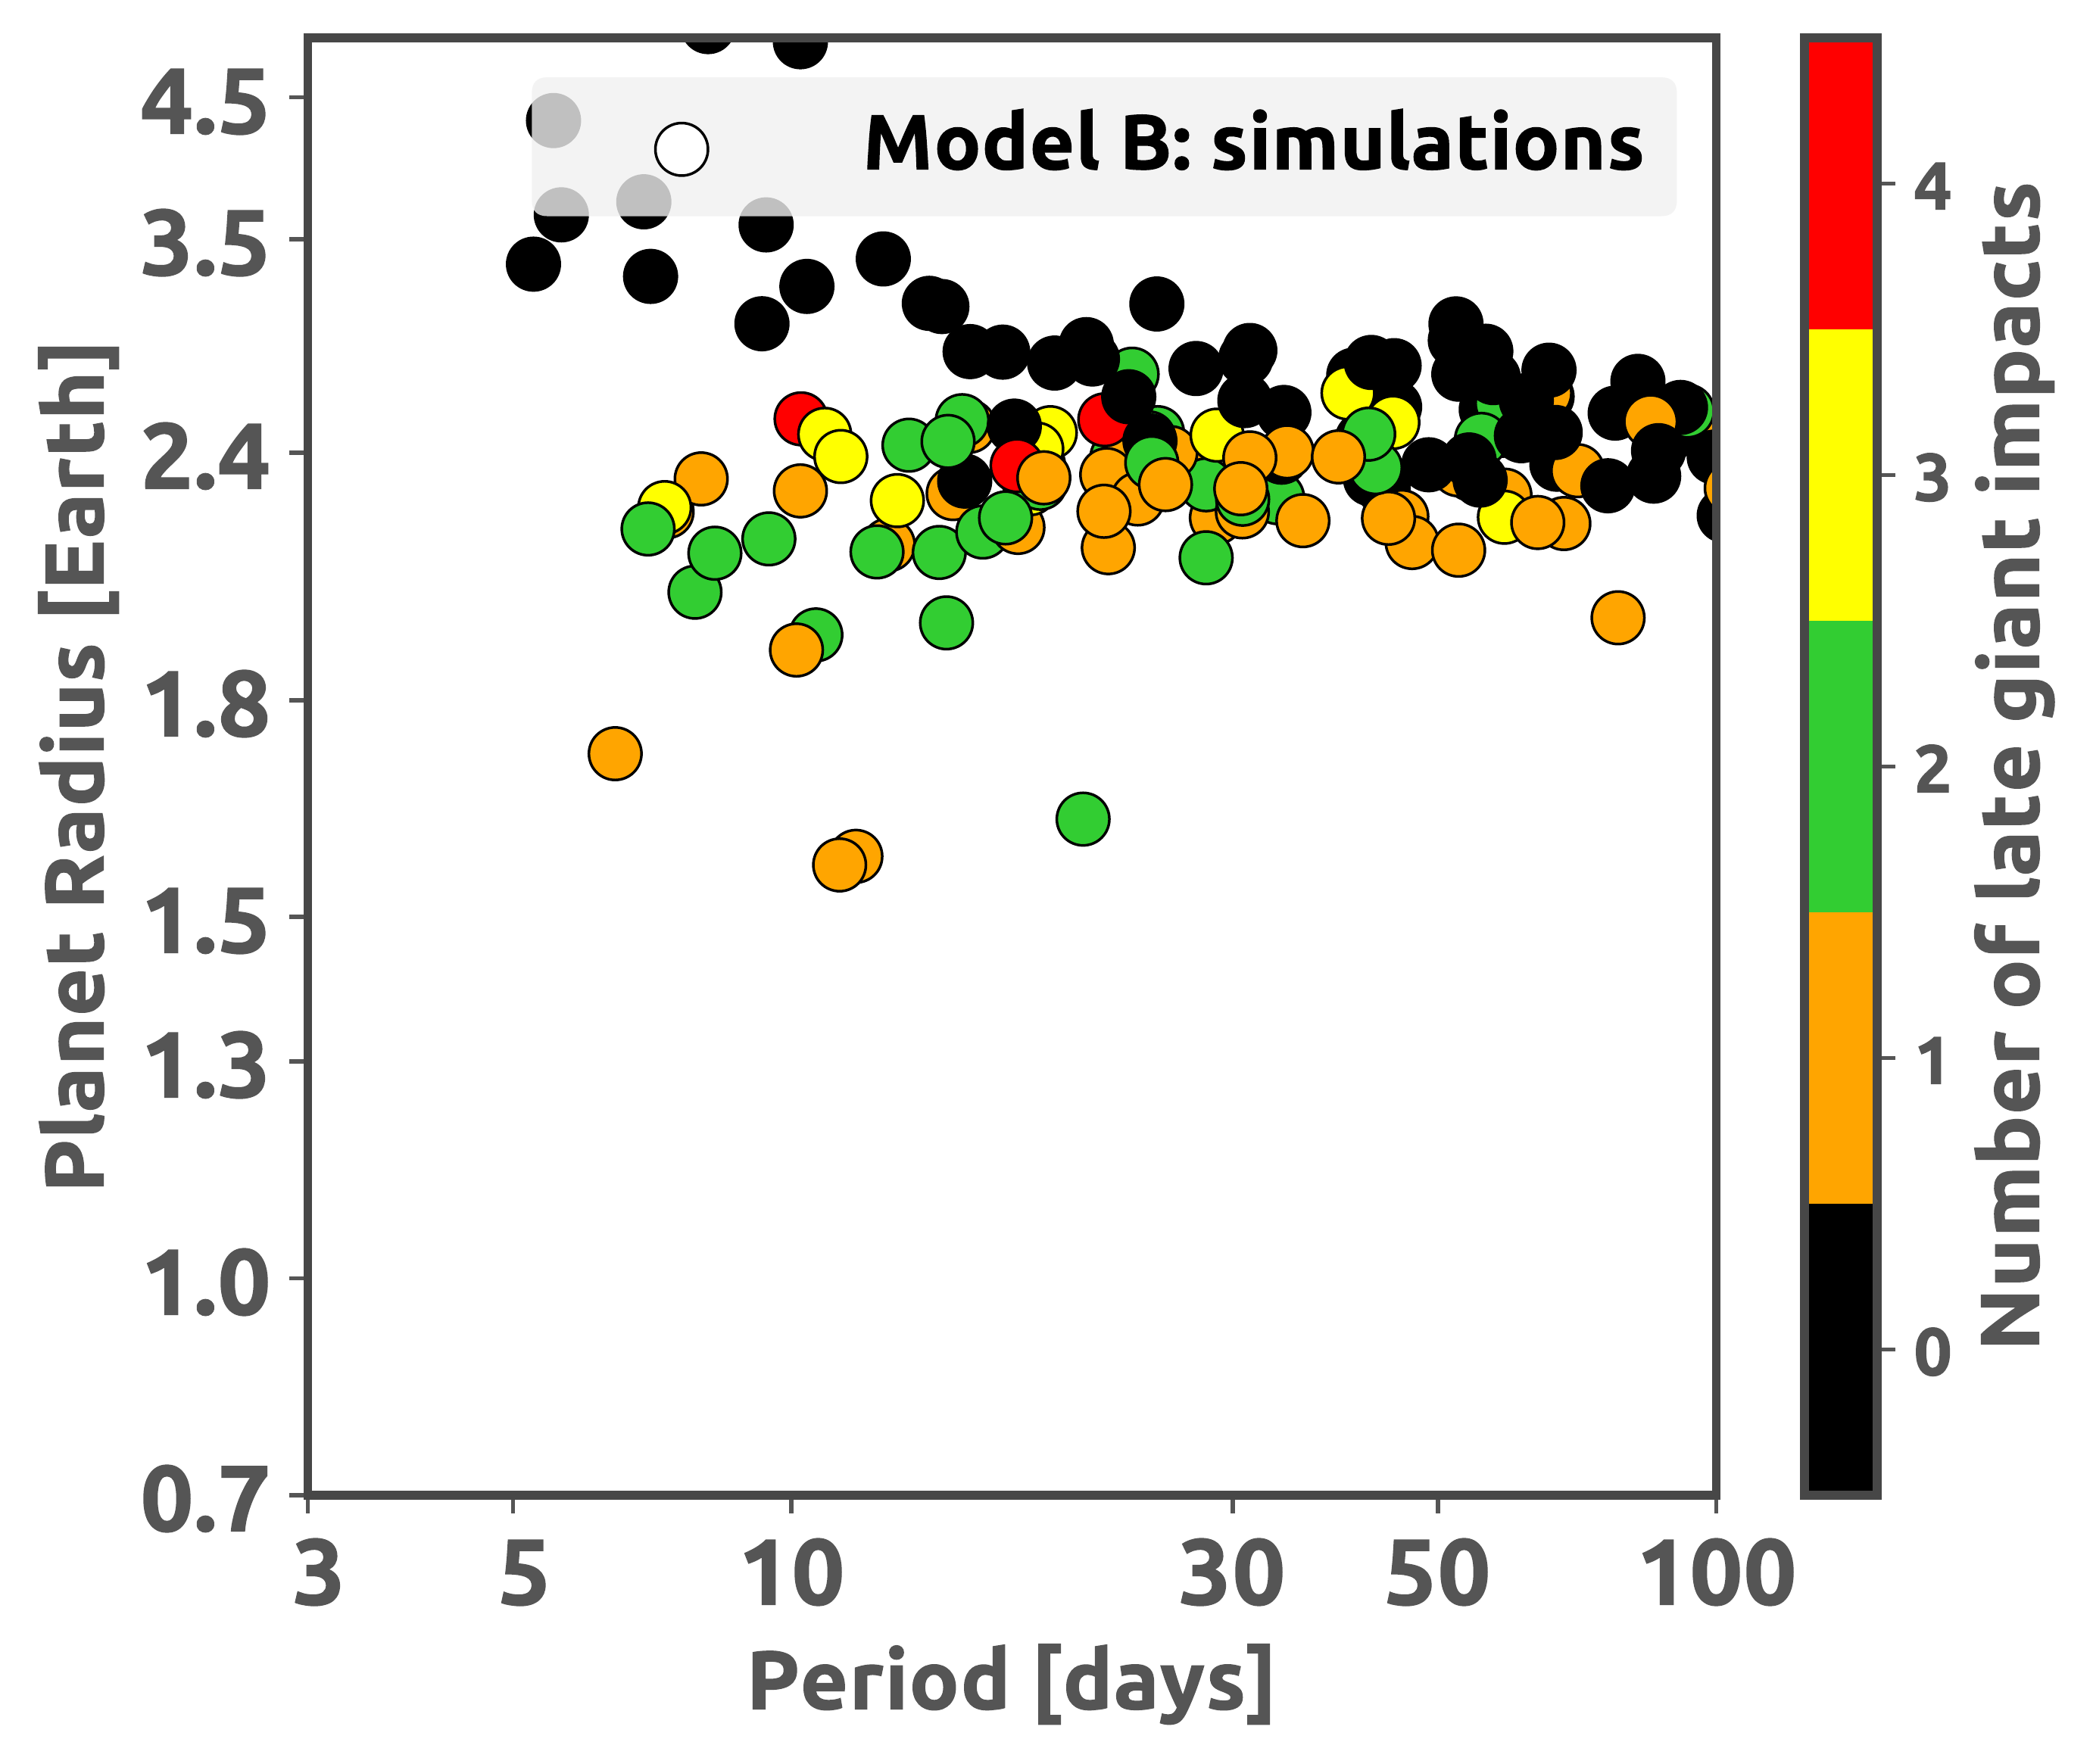 Model B: simulations
4.5
3.5
2.4
1.8
1.5
1.3
1.0
0.7
Planet Radius [Earth]
3 5 10 30 50 100
Period [days]
4
3
2
1
0
Number of late giant impacts